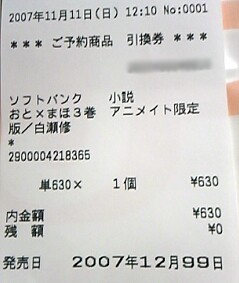 2007年11月11日(日) 12:10 No:0001
*** ご予約商品 引換券 ***
ソフトバンク 小説
おと×まほ3巻 アニメイト限定
版/白瀬修
*
2900004218365
単630× 1個 ¥630
内金額 ¥630
残 額 ¥0
発売日 2007年12月99日